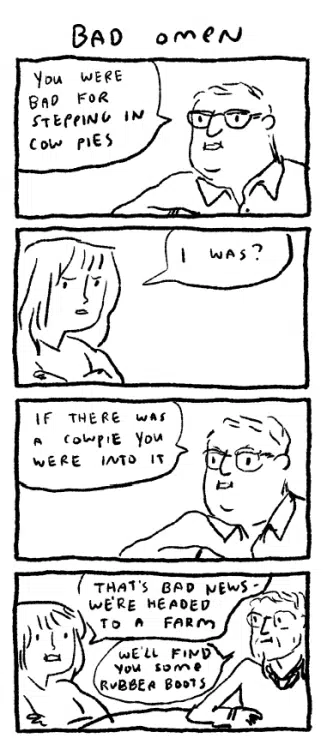 BAD OMEN
YOU WERE
BAD FOR
STEPPING IN
COW PIES
I WAS?
IF THERE WAS
A COWPIE YOU
WERE INTO IT
THAT'S BAD NEWS-
WE'RE HEADED
TO A FARM
WE'LL FIND
YOU SOME
RUBBER BOOTS